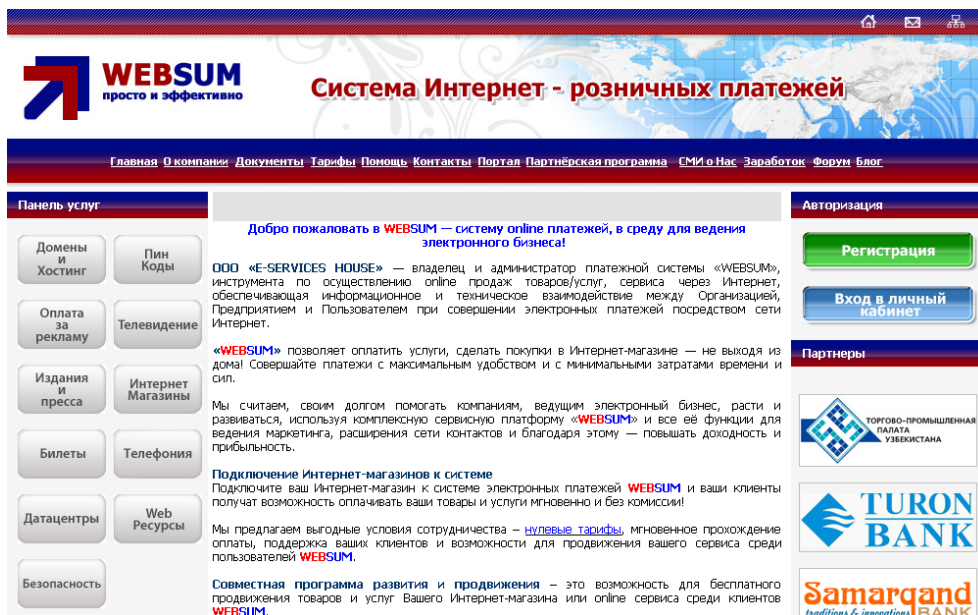 WEBSUM
просто и эффективно
Система Интернет - розничных платежей
Главная О компании Документы Тарифы Помощь Контакты Портал Партнёрская программа СМИ о Нас Заработок Форум Блог
Панель услуг
Домены
и
Хостинг
Пин
Коды
Оплата
за
рекламу
Телевидение
Издания
и
пресса
Интернет
Магазины
Билеты
Телефония
Датацентры
Web
Ресурсы
Безопасность
Добро пожаловать в WEBSUM — систему online платежей, в среду для ведения
электронного бизнеса!
ООО «E-SERVICES HOUSE» — владелец и администратор платежной системы «WEBSUM»,
инструмента по осуществлению online продаж товаров/услуг, сервиса через Интернет,
обеспечивающая информационное и техническое взаимодействие между Организацией,
Предприятием и Пользователем при совершении электронных платежей посредством сети
Интернет.
«WEBSUM» позволяет оплатить услуги, сделать покупки в Интернет-магазине — не выходя из
дома! Совершайте платежи с максимальным удобством и с минимальными затратами времени и
сил.
Мы считаем, своим долгом помогать компаниям, ведущим электронный бизнес, расти и
развиваться, используя комплексную сервисную платформу «WEBSUM» и все её функции для
ведения маркетинга, расширения сети контактов и благодаря этому — повышать доходность и
прибыльность.
Подключение Интернет-магазинов к системе
Подключите ваш Интернет-магазин к системе электронных платежей WEBSUM и ваши клиенты
получат возможность оплачивать ваши товары и услуги мгновенно и без комиссии!
Мы предлагаем выгодные условия сотрудничества – нулевые тарифы, мгновенное прохождение
оплаты, поддержка ваших клиентов и возможности для продвижения вашего сервиса среди
пользователей WEBSUM.
Совместная программа развития и продвижения – это возможность для бесплатного
продвижения товаров и услуг Вашего Интернет-магазина или online сервиса среди клиентов
WEBSUM.
Авторизация
Регистрация
Вход в личный
кабинет
Партнеры
ТОРГОВО-ПРОМЫШЛЕННАЯ
ПАЛАТА
УЗБЕКИСТАНА
TURON
BANK
Samarqand
traditions & innovations BANK